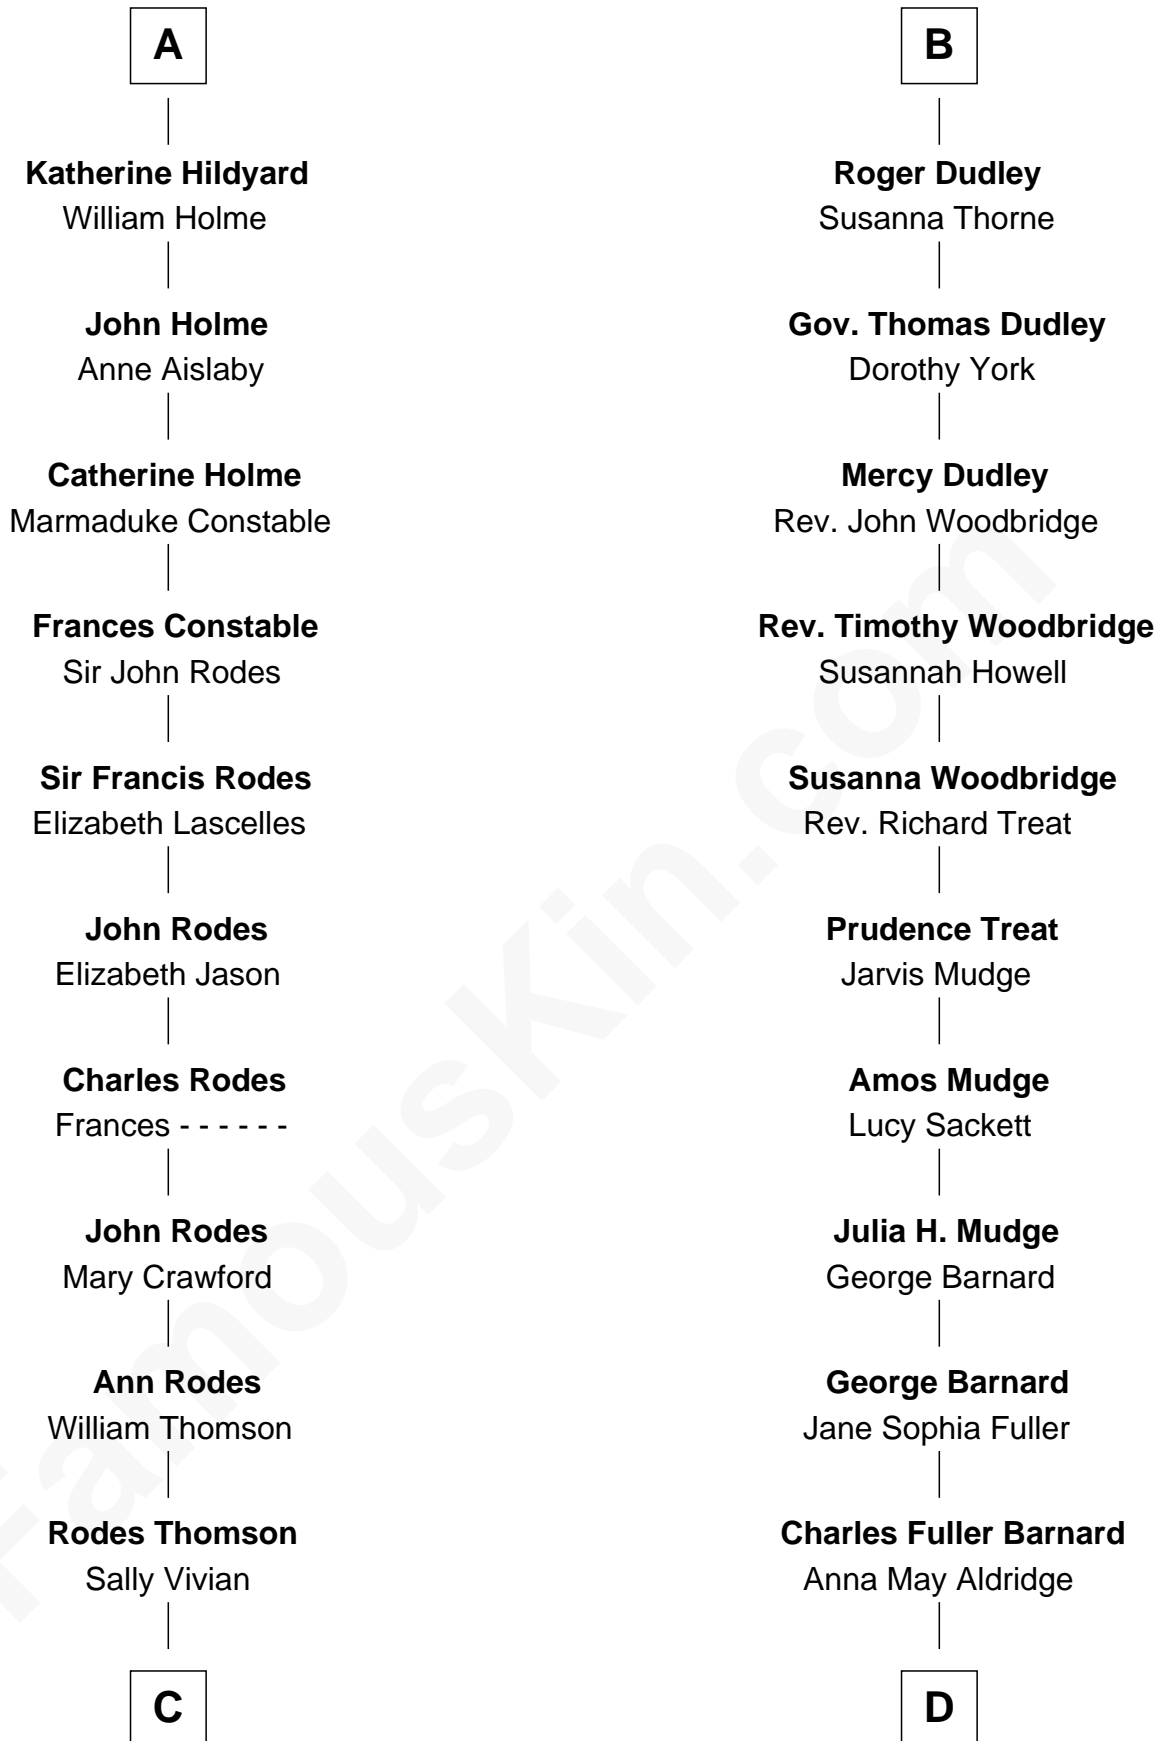 A
Katherine Hildyard
William Holme
John Holme
Anne Aislaby
Catherine Holme
Marmaduke Constable
Frances Constable
Sir John Rodes
Sir Francis Rodes
Elizabeth Lascelles
John Rodes
Elizabeth Jason
Charles Rodes
Frances - - - - - -
John Rodes
Mary Crawford
Ann Rodes
William Thomson
Rodes Thomson
Sally Vivian
C
B
Roger Dudley
Susanna Thorne
Gov. Thomas Dudley
Dorothy York
Mercy Dudley
Rev. John Woodbridge
Rev. Timothy Woodbridge
Susannah Howell
Susanna Woodbridge
Rev. Richard Treat
Prudence Treat
Jarvis Mudge
Amos Mudge
Lucy Sackett
Julia H. Mudge
George Barnard
George Barnard
Jane Sophia Fuller
Charles Fuller Barnard
Anna May Aldridge
D
FamousKin.com